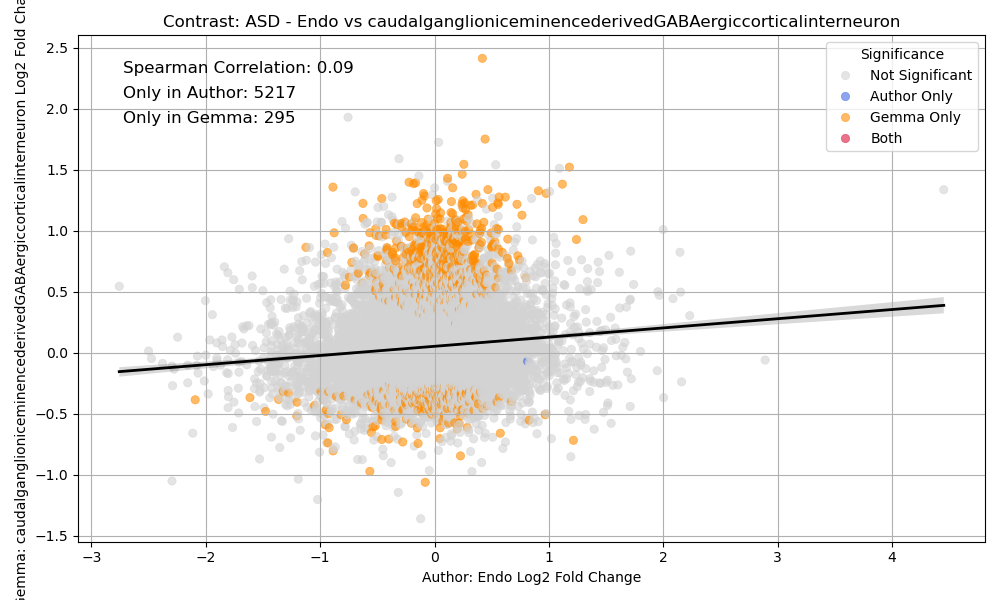 Contrast: ASD - Endo vs caudalganglioniceminencederivedGABAergiccorticalinterneuron
Spearman Correlation: 0.09
Only in Author: 5217
Only in Gemma: 295
Significance
Not Significant
Author Only
Gemma Only
Both
2.5
2.0
1.5
1.0
0.5
0.0
−0.5
−1.0
−1.5
−3
−2
−1
0
1
2
3
4
Author: Endo Log2 Fold Change
caudalganglioniceminencederivedGABAergiccorticalinterneuron Log2 Fold